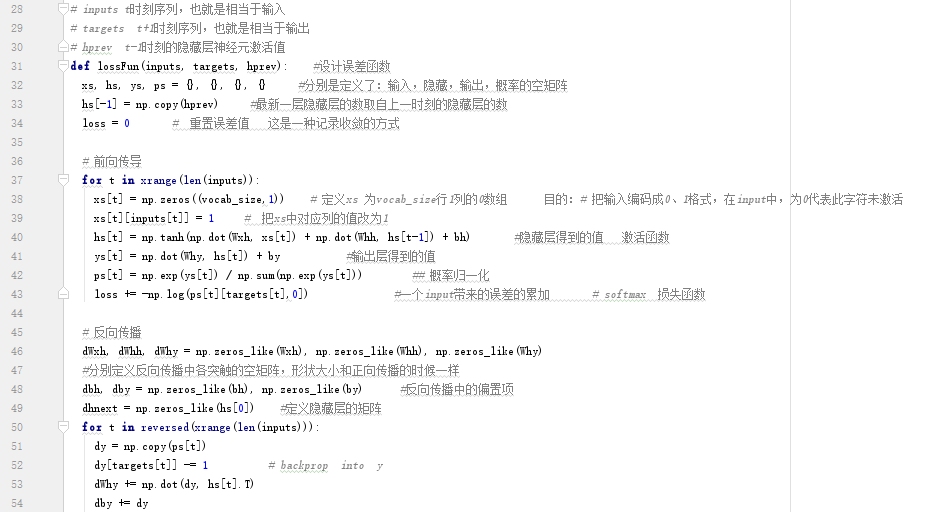 28 # inputs t时刻序列,也就是相当于输入
29 # targets t+1时刻序列,也就是相当于输出
30 # hprev t-1时刻的隐藏层神经元激活值
31 def lossFun(inputs, targets, hprev): #设计误差函数
32 xs, hs, ys, ps = {}, {}, {}, {} #分别是定义了:输入,隐藏,输出,概率的空矩阵
33 hs[-1] = np.copy(hprev) #最新一层隐藏层的数取自上一时刻的隐藏层的数
34 loss = 0 # 重置误差值 这是一种记录收敛的方式
35
36 # 前向传导
37 for t in xrange(len(inputs)):
38 xs[t] = np.zeros((vocab_size,1)) # 定义xs 为vocab_size行1列的0数组 目的:# 把输入编码成0、1格式,在input中,为0代表此字符未激活
39 xs[t][inputs[t]] = 1 # 把xs中对应列的值改为1
40 hs[t] = np.tanh(np.dot(Wxh, xs[t]) + np.dot(Whh, hs[t-1]) + bh) #隐藏层得到的值 激活函数
41 ys[t] = np.dot(Why, hs[t]) + by #输出层得到的值
42 ps[t] = np.exp(ys[t]) / np.sum(np.exp(ys[t])) ## 概率归一化
43 loss += -np.log(ps[t][targets[t],0]) #一个input带来的误差的累加 # softmax 损失函数
44
45 # 反向传播
46 dWxh, dWhh, dWhy = np.zeros_like(Wxh), np.zeros_like(Whh), np.zeros_like(Why)
47 #分别定义反向传播中各突触的空矩阵,形状大小和正向传播的时候一样
48 dbh, dby = np.zeros_like(bh), np.zeros_like(by) #反向传播中的偏置项
49 dhnext = np.zeros_like(hs[0]) #定义隐藏层的矩阵
50 for t in reversed(xrange(len(inputs))):
51 dy = np.copy(ps[t])
52 dy[targets[t]] -= 1 # backprop into y
53 dWhy += np.dot(dy, hs[t].T)
54 dby += dy